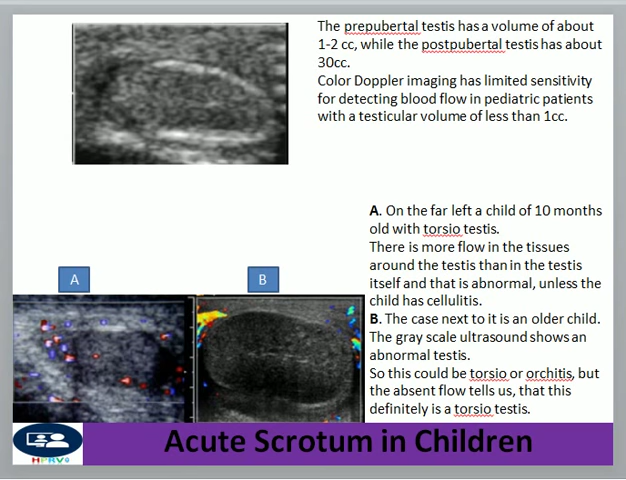 The prepubertal testis has a volume of about
1-2 cc, while the postpubertal testis has about
30cc.
Color Doppler imaging has limited sensitivity
for detecting blood flow in pediatric patients
with a testicular volume of less than 1cc.
A. On the far left a child of 10 months
old with torsio testis.
There is more flow in the tissues
around the testis than in the testis
itself and that is abnormal, unless the
child has cellulitis.
B. The case next to it is an older child.
The gray scale ultrasound shows an
abnormal testis.
So this could be torsio or orchitis, but
the absent flow tells us, that this
definitely is a torsio testis.
A
B
Acute Scrotum in Children